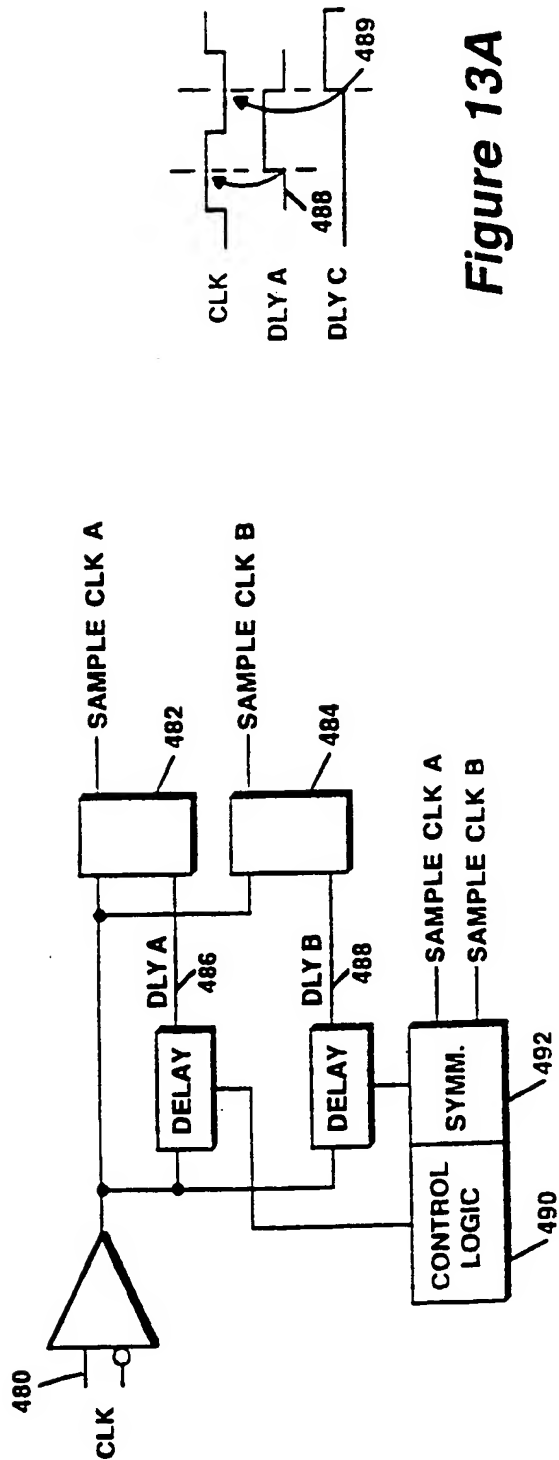 480
CLK
SAMPLE CLK A
482
DLY A
486
DELAY
SAMPLE CLK B
484
DLY B
488
DELAY
CONTROL
LOGIC
SYMM.
SAMPLE CLK A
SAMPLE CLK B
490
492
CLK
DLY A
488
DLY C
489
Figure 13A